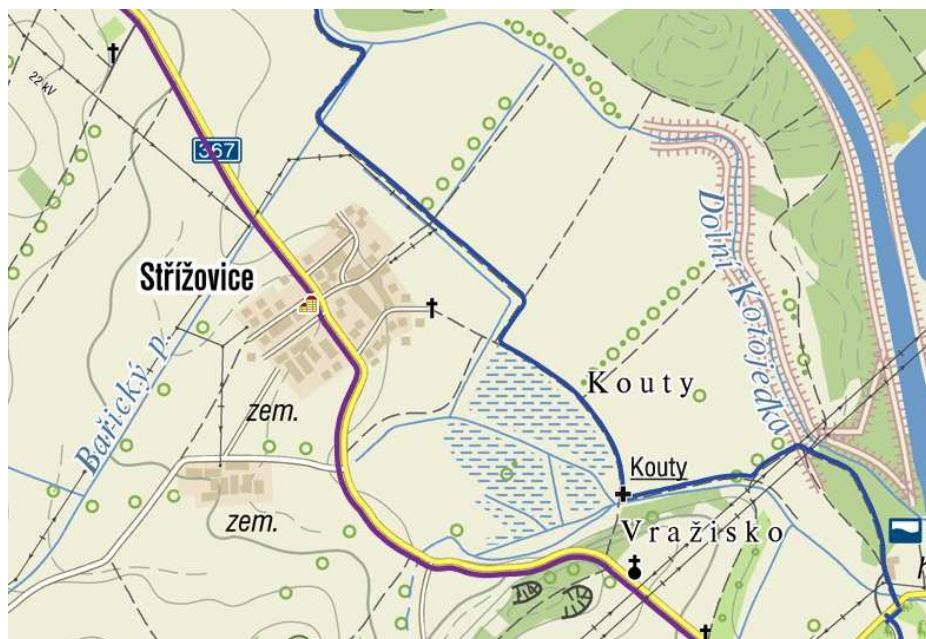 22 kV
367
Střížovice
Bařický p.
Dolní Kotojedka
Kouty
zem.
Kouty
zem.
Vražisko